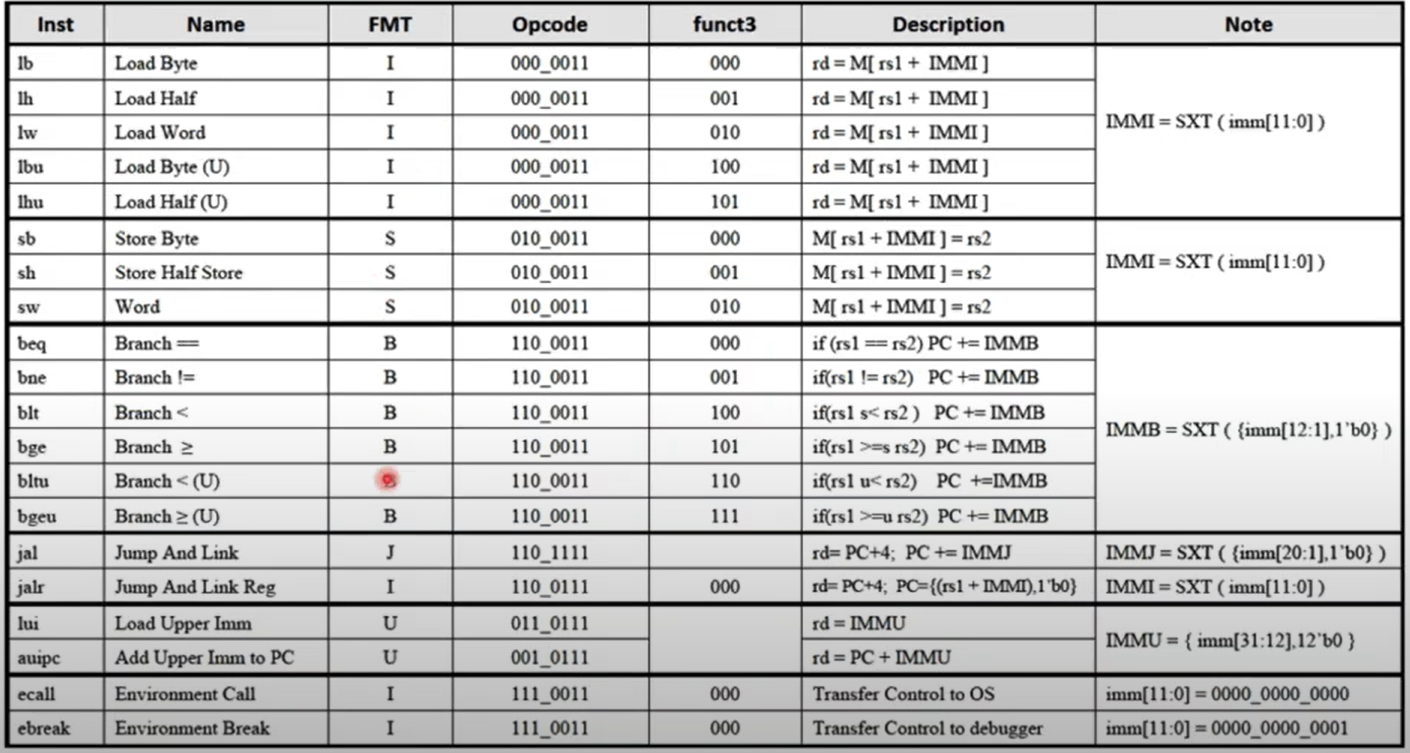 Inst Name FMT Opcode funct3 Description Note
lb Load Byte I 000_0011 000 rd = M[ rs1 + IMMI ]
lh Load Half I 000_0011 001 rd = M[ rs1 + IMMI ]
IMMI = SXT ( imm[11:0] )
lw Load Word I 000_0011 010 rd = M[ rs1 + IMMI ]
lbu Load Byte (U) I 000_0011 100 rd = M[ rs1 + IMMI ]
lhu Load Half (U) I 000_0011 101 rd = M[ rs1 + IMMI ]
sb Store Byte S 010_0011 000 M[ rs1 + IMMI ] = rs2
sh Store Half Store S 010_0011 001 M[ rs1 + IMMI ] = rs2 IMMI = SXT ( imm[11:0] )
sw Word S 010_0011 010 M[ rs1 + IMMI ] = rs2
beq Branch == B 110_0011 000 if (rs1 == rs2) PC += IMMB
bne Branch != B 110_0011 001 if(rs1 != rs2) PC += IMMB
blt Branch < B 110_0011 100 if(rs1 s< rs2 ) PC += IMMB
IMMB = SXT ( {imm[12:1],1'b0} )
bge Branch ≥ B 110_0011 101 if(rs1 >=s rs2) PC += IMMB
bltu Branch < (U) 110_0011 110 if(rs1 u< rs2) PC +=IMMB
bgeu Branch ≥ (U) B 110_0011 111 if(rs1 >=u rs2) PC += IMMB
jal Jump And Link J 110_1111 rd= PC+4; PC += IMMJ IMMJ = SXT ( {imm[20:1],1'b0} )
jalr Jump And Link Reg I 110_0111 000 rd= PC+4; PC={(rs1 + IMMI),1'b0} IMMI = SXT ( imm[11:0] )
lui Load Upper Imm U 011_0111 rd = IMMU
IMMU = { imm[31:12],12'b0 }
auipc Add Upper Imm to PC U 001_0111 rd = PC + IMMU
ecall Environment Call I 111_0011 000 Transfer Control to OS imm[11:0] = 0000_0000_0000
ebreak Environment Break I 111_0011 000 Transfer Control to debugger imm[11:0] = 0000_0000_0001